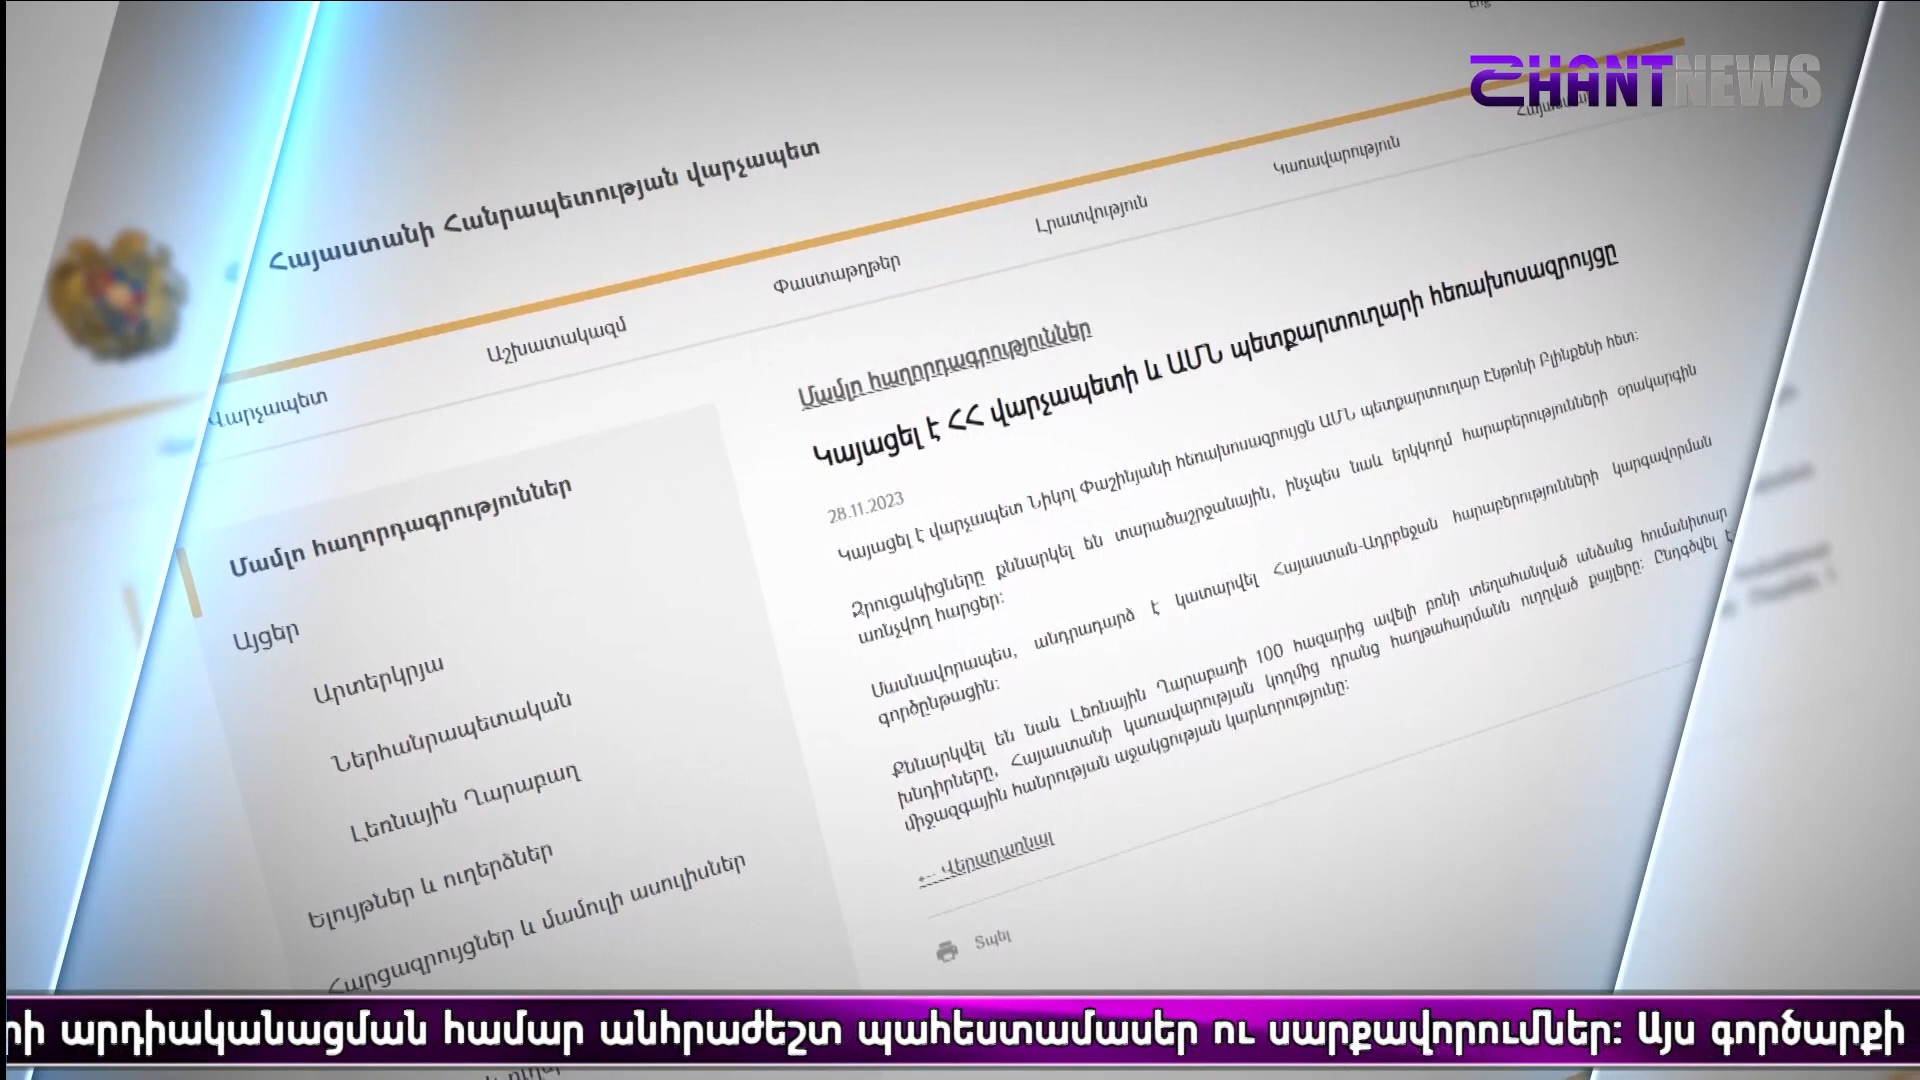 Eng
SHANTNEWS
Հայաստանի Հանրապետության վարչապետ
Վարչապետ
Աշխատակազմ
Փաստաթղթեր
Լրատվություն
Կառավարություն
Մամլո հաղորդագրություններ
Այցեր
Արտերկրյա
Ներհանրապետական
Լեռնային Ղարաբաղ
Ելույթներ և ուղերձներ
Հարցազրույցներ և մամուլի ասուլիսներ
Մամլո հաղորդագրություններ
Կայացել է ՀՀ վարչապետի և ԱՄՆ պետքարտուղարի հեռախոսազրույցը
28.11.2023
Կայացել է վարչապետ Նիկոլ Փաշինյանի հեռախոսազրույցն ԱՄՆ պետքարտուղար Էնթոնի Բլինքենի հետ:
Զրուցակիցները քննարկել են տարածաշրջանային, ինչպես նաև երկկողմ հարաբերությունների օրակարգին
առնչվող հարցեր:
Մասնավորապես, անդրադարձ է կատարվել Հայաստան-Ադրբեջան հարաբերությունների կարգավորման
գործընթացին:
Քննարկվել են նաև Լեռնային Ղարաբաղի 100 հազարից ավելի բռնի տեղահանված անձանց հումանիտար
խնդիրները, Հայաստանի կառավարության կողմից դրանց հաղթահարմանն ուղղված քայլերը: Ընդգծվել է
միջազգային հանրության աջակցության կարևորությունը:
← Վերադառնալ
Տպել
րի արդիականացման համար անհրաժեշտ պահեստամասեր ու սարքավորումներ: Այս գործարքի